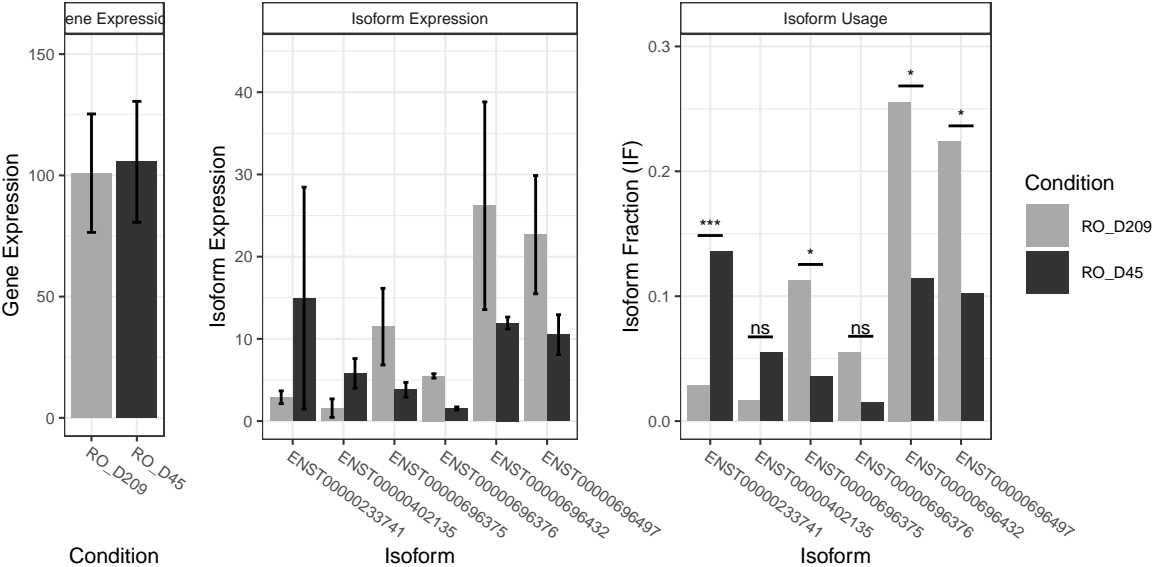 ene Expressio
Isoform Expression
Isoform Usage
Gene Expression
150
100
50
0
RO_D209
RO_D45
Condition
Isoform Expression
40
30
20
10
0
ENST00000233741
ENST00000402135
ENST00000696375
ENST00000696376
ENST00000696432
ENST00000696497
Isoform
Isoform Fraction (IF)
0.3
0.2
0.1
0.0
***
ns
*
ns
*
*
ENST00000233741
ENST00000402135
ENST00000696375
ENST00000696376
ENST00000696432
ENST00000696497
Isoform
Condition
RO_D209
RO_D45